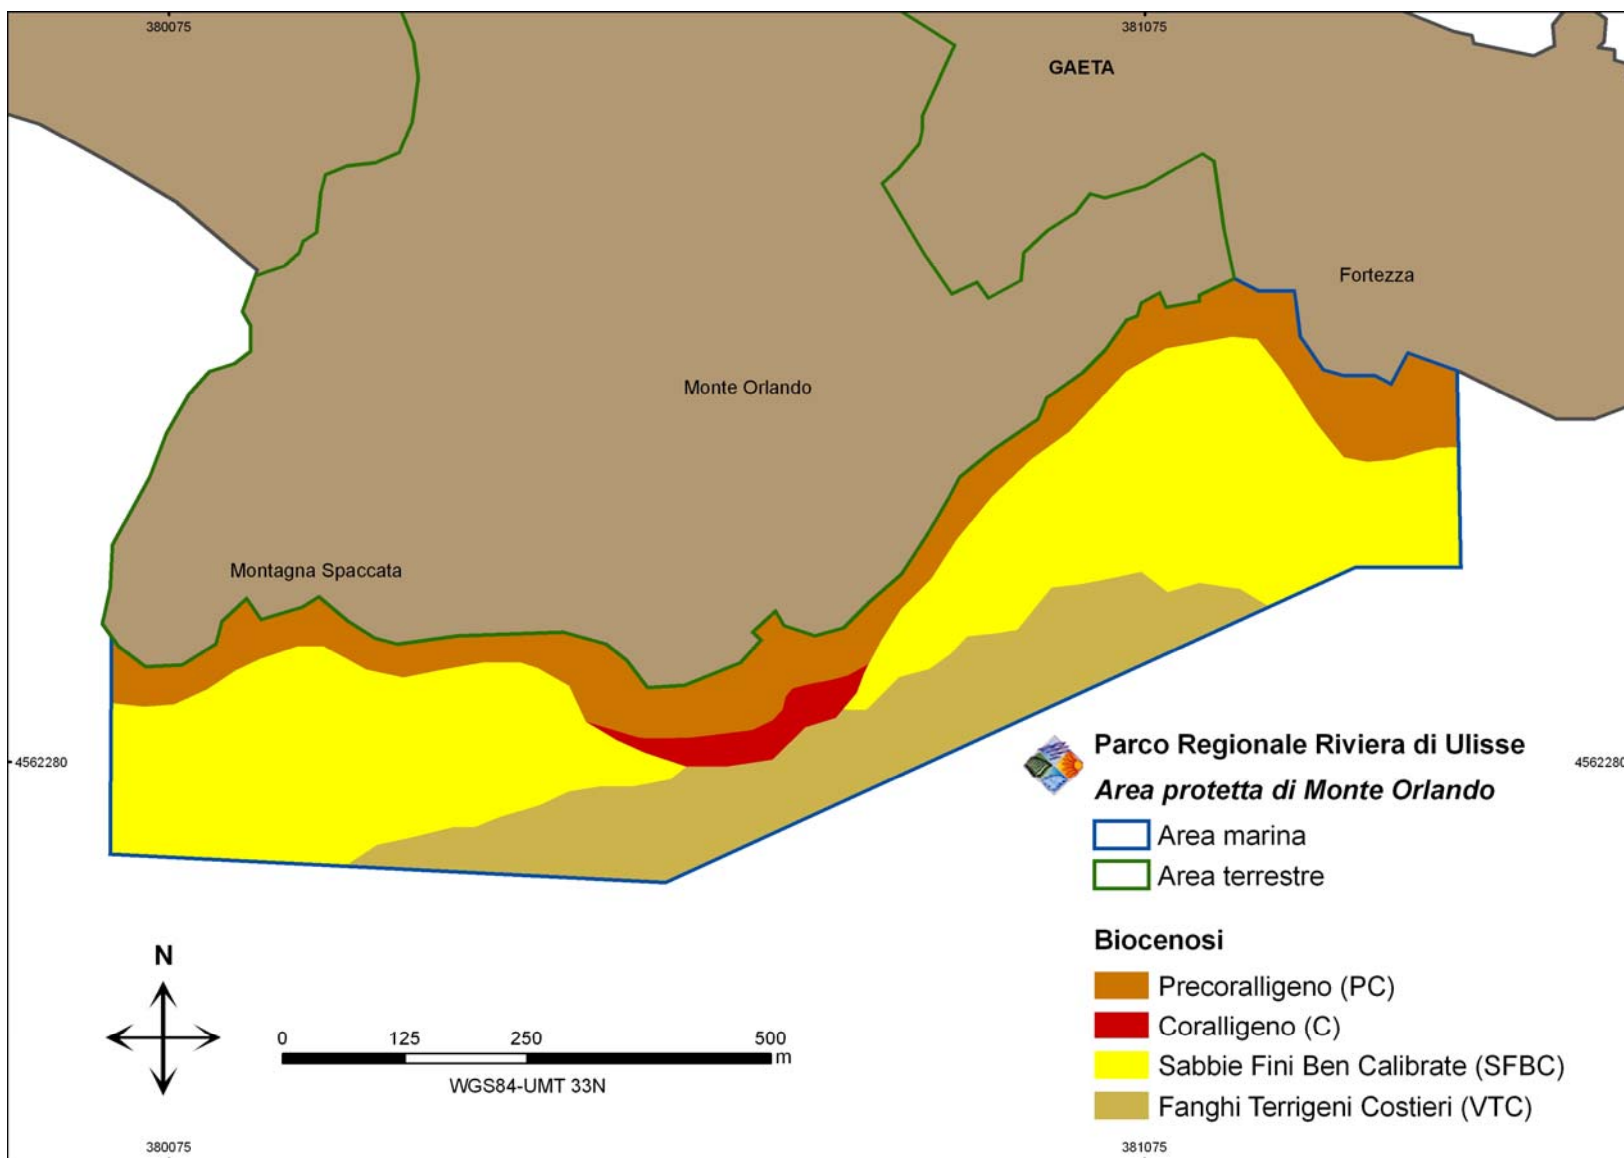 380075
381075
GAETA
Fortezza
Monte Orlando
Montagna Spaccata
4562280
4562280
Parco Regionale Riviera di Ulisse
Area protetta di Monte Orlando
Area marina
Area terrestre
Biocenosi
Precoralligeno (PC)
Coralligeno (C)
Sabbie Fini Ben Calibrate (SFBC)
Fanghi Terrigeni Costieri (VTC)
N
0 125 250 500
m
WGS84-UMT 33N
380075
381075